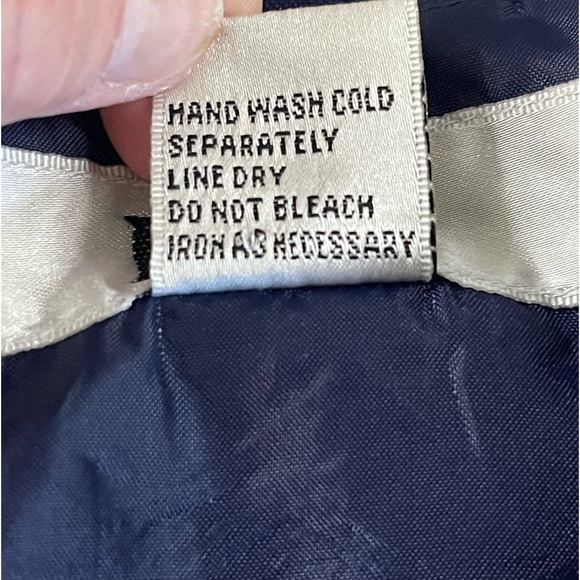 HAND WASH COLD
SEPARATELY
LINE DRY
DO NOT BLEACH
IRON AS NECESSARY